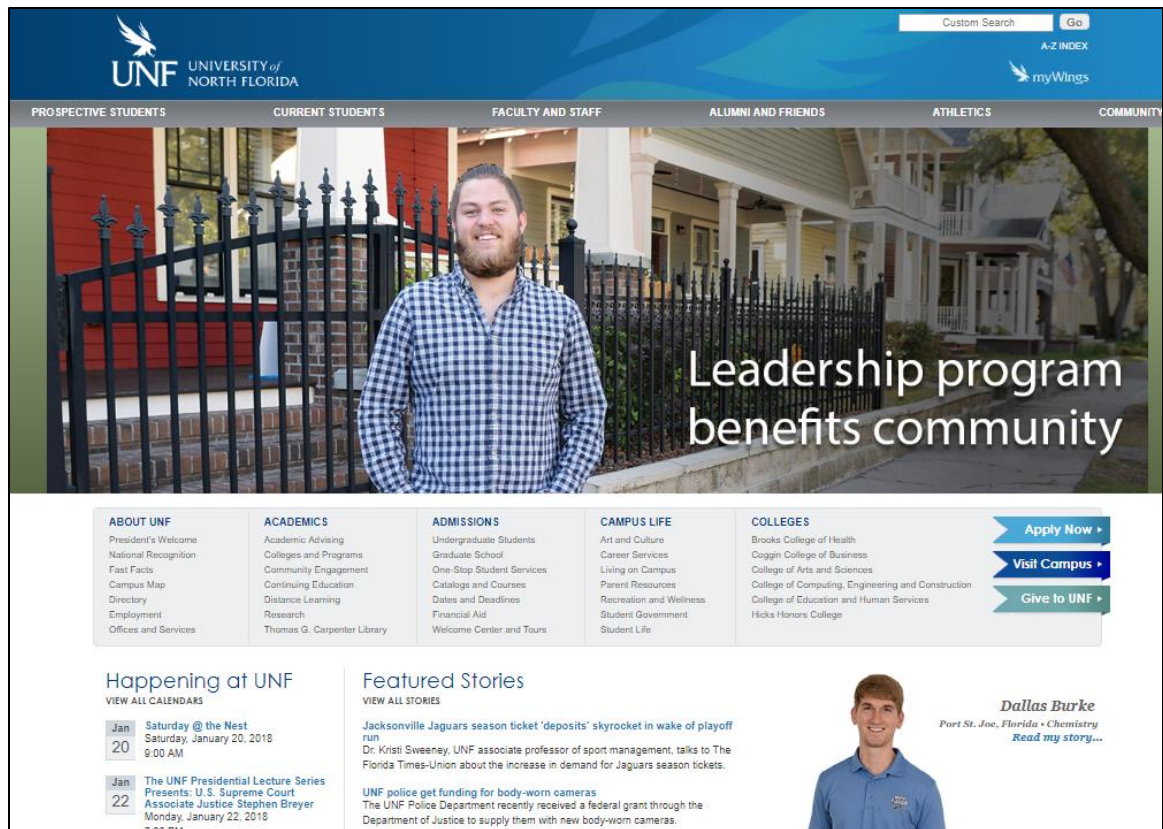 Custom Search
Go
A-Z INDEX
UNF UNIVERSITY of
NORTH FLORIDA
myWings
PROSPECTIVE STUDENTS CURRENT STUDENTS FACULTY AND STAFF ALUMNI AND FRIENDS ATHLETICS COMMUNITY
Leadership program
benefits community
ABOUT UNF
President's Welcome
National Recognition
Fast Facts
Campus Map
Directory
Employment
Offices and Services
ACADEMICS
Academic Advising
Colleges and Programs
Community Engagement
Continuing Education
Distance Learning
Research
Thomas G. Carpenter Library
ADMISSIONS
Undergraduate Students
Graduate School
One-Stop Student Services
Catalogs and Courses
Dates and Deadlines
Financial Aid
Welcome Center and Tours
CAMPUS LIFE
Art and Culture
Career Services
Living on Campus
Parent Resources
Recreation and Wellness
Student Government
Student Life
COLLEGES
Brooks College of Health
Coggin College of Business
College of Arts and Sciences
College of Computing, Engineering and Construction
College of Education and Human Services
Hicks Honors College
Apply Now
Visit Campus
Give to UNF
Happening at UNF
VIEW ALL CALENDARS
Jan
20
Saturday @ the Nest
Saturday, January 20, 2018
9:00 AM
Jan
22
The UNF Presidential Lecture Series
Presents: U.S. Supreme Court
Associate Justice Stephen Breyer
Monday, January 22, 2018
Featured Stories
VIEW ALL STORIES
Jacksonville Jaguars season ticket 'deposits' skyrocket in wake of playoff
run
Dr. Kristi Sweeney, UNF associate professor of sport management, talks to The
Florida Times-Union about the increase in demand for Jaguars season tickets.
UNF police get funding for body-worn cameras
The UNF Police Department recently received a federal grant through the
Department of Justice to supply them with new body-worn cameras.
Dallas Burke
Port St. Joe, Florida • Chemistry
Read my story...